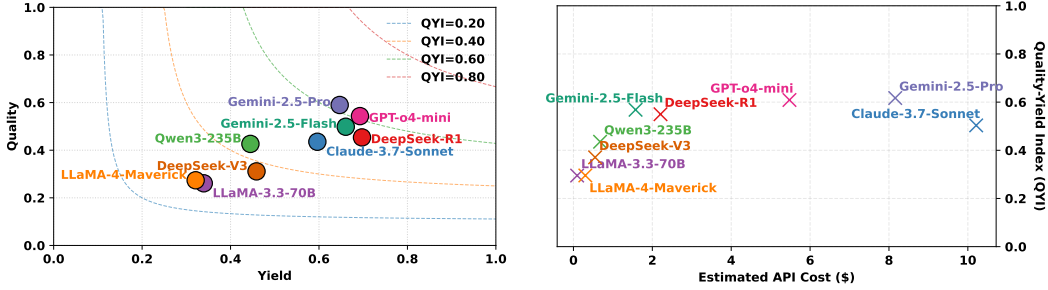 1.0
0.8
0.6
0.4
0.2
0.0
Quality
0.0
0.2
0.4
0.6
0.8
1.0
Yield
QYI=0.20
QYI=0.40
QYI=0.60
QYI=0.80
Gemini-2.5-Pro
GPT-o4-mini
Gemini-2.5-Flash
DeepSeek-R1
Qwen3-235B
Claude-3.7-Sonnet
DeepSeek-V3
LLaMA-4-Maverick
LLaMA-3.3-70B
Gemini-2.5-Pro
GPT-o4-mini
Gemini-2.5-Flash
DeepSeek-R1
Claude-3.7-Sonnet
Qwen3-235B
DeepSeek-V3
LLaMA-3.3-70B
LLaMA-4-Maverick
0
2
4
6
8
10
Estimated API Cost ($)
1.0
0.8
0.6
0.4
0.2
0.0
Quality-Yield Index (QYI)